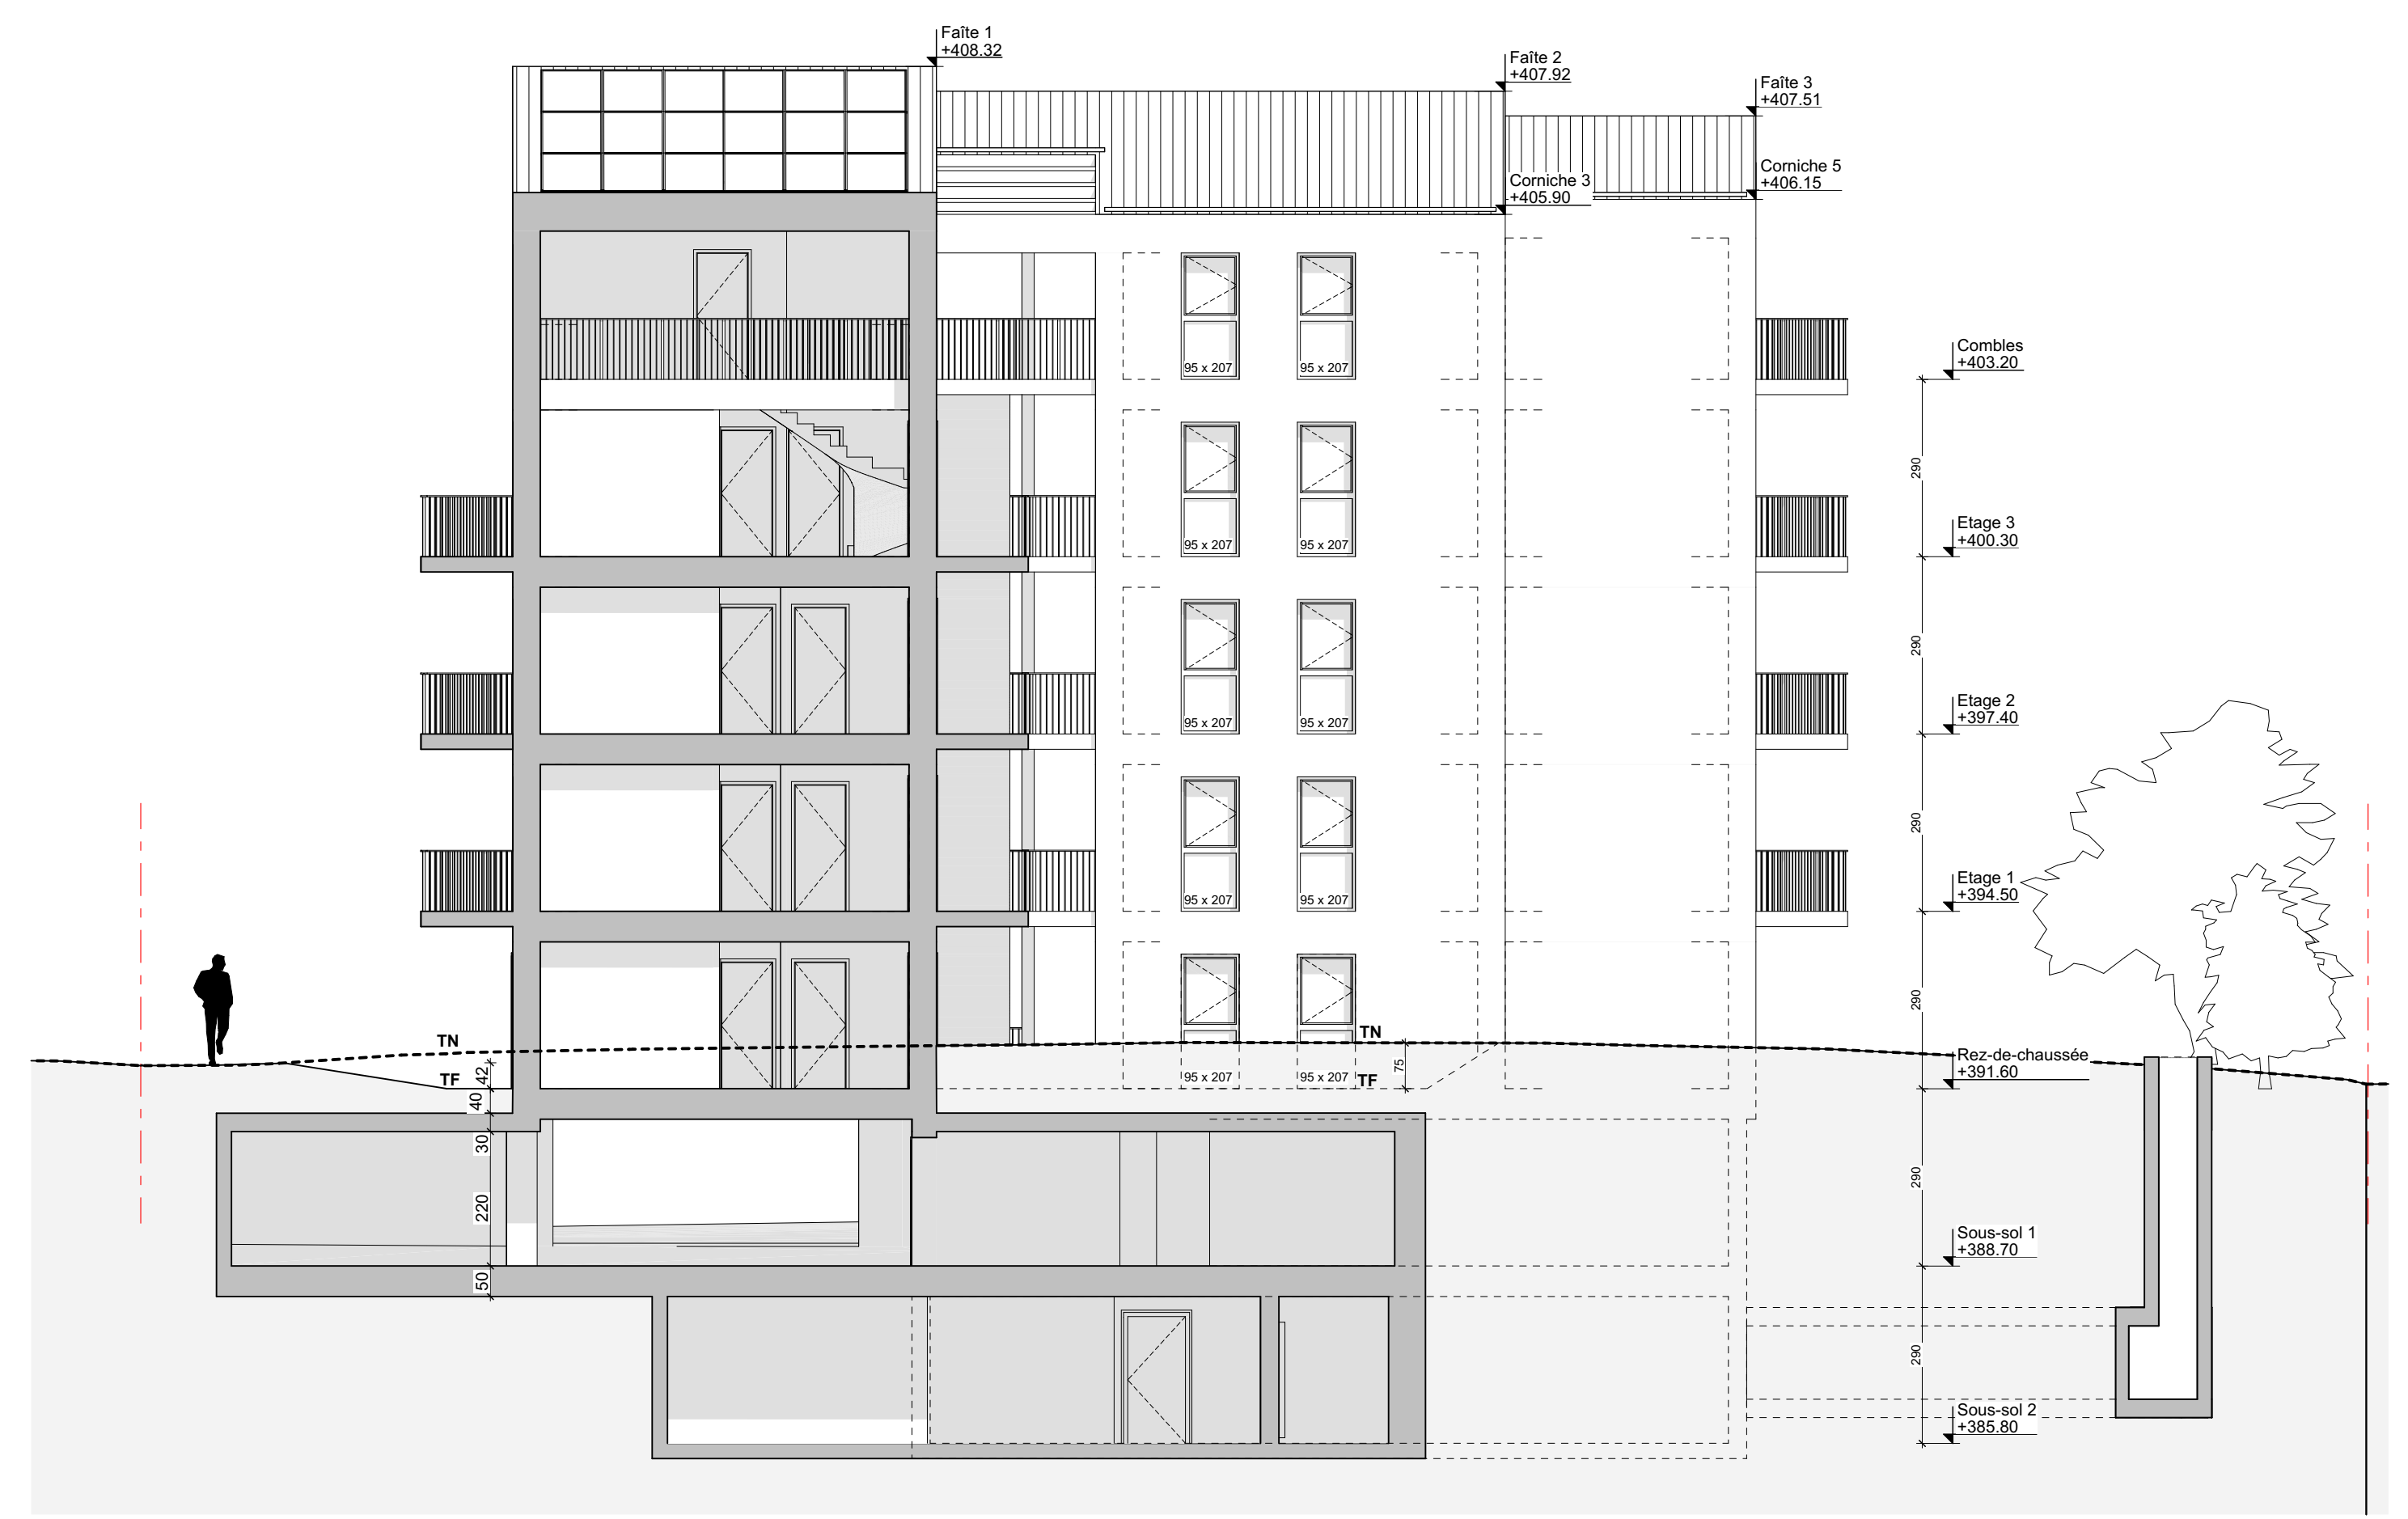 Faîte 1
+408.32
Faîte 2
+407.92
Faîte 3
+407.51
Corniche 5
+406.15
Corniche 3
+405.90
Combles
+403.20
95 x 207
95 x 207
290
Etage 3
+400.30
95 x 207
95 x 207
290
Etage 2
+397.40
95 x 207
95 x 207
290
Etage 1
+394.50
95 x 207
95 x 207
290
TN
TN
Rez-de-chaussée
+391.60
42
TF
75
95 x 207
95 x 207
TF
40
30
290
220
Sous-sol 1
+388.70
50
290
Sous-sol 2
+385.80